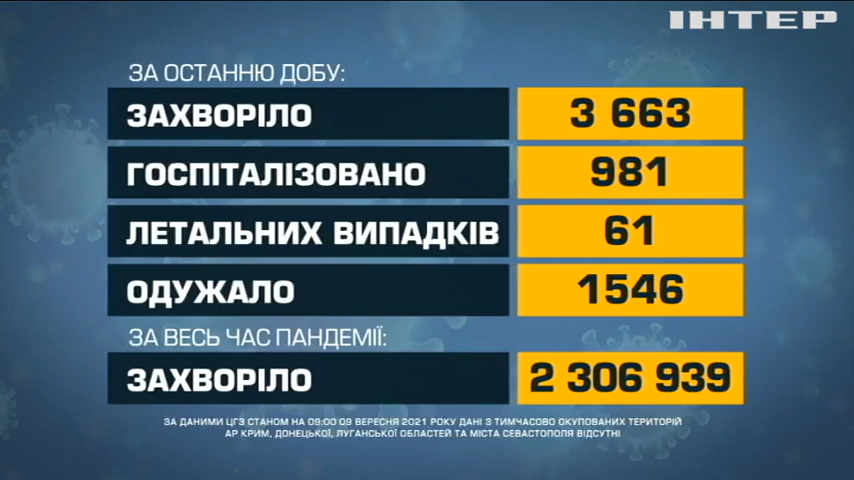 ІНТЕР
ЗА ОСТАННЮ ДОБУ:
ЗАХВОРІЛО 3 663
ГОСПІТАЛІЗОВАНО 981
ЛЕТАЛЬНИХ ВИПАДКІВ 61
ОДУЖАЛО 1546
ЗА ВЕСЬ ЧАС ПАНДЕМІЇ:
ЗАХВОРІЛО 2 306 939
ЗА ДАНИМИ ЦГЗ СТАНОМ НА 09:00 09 ВЕРЕСНЯ 2021 РОКУ ДАНІ З ТИМЧАСОВО ОКУПОВАНИХ ТЕРИТОРІЙ
АР КРИМ, ДОНЕЦЬКОЇ, ЛУГАНСЬКОЇ ОБЛАСТЕЙ ТА МІСТА СЕВАСТОПОЛЯ ВІДСУТНІ